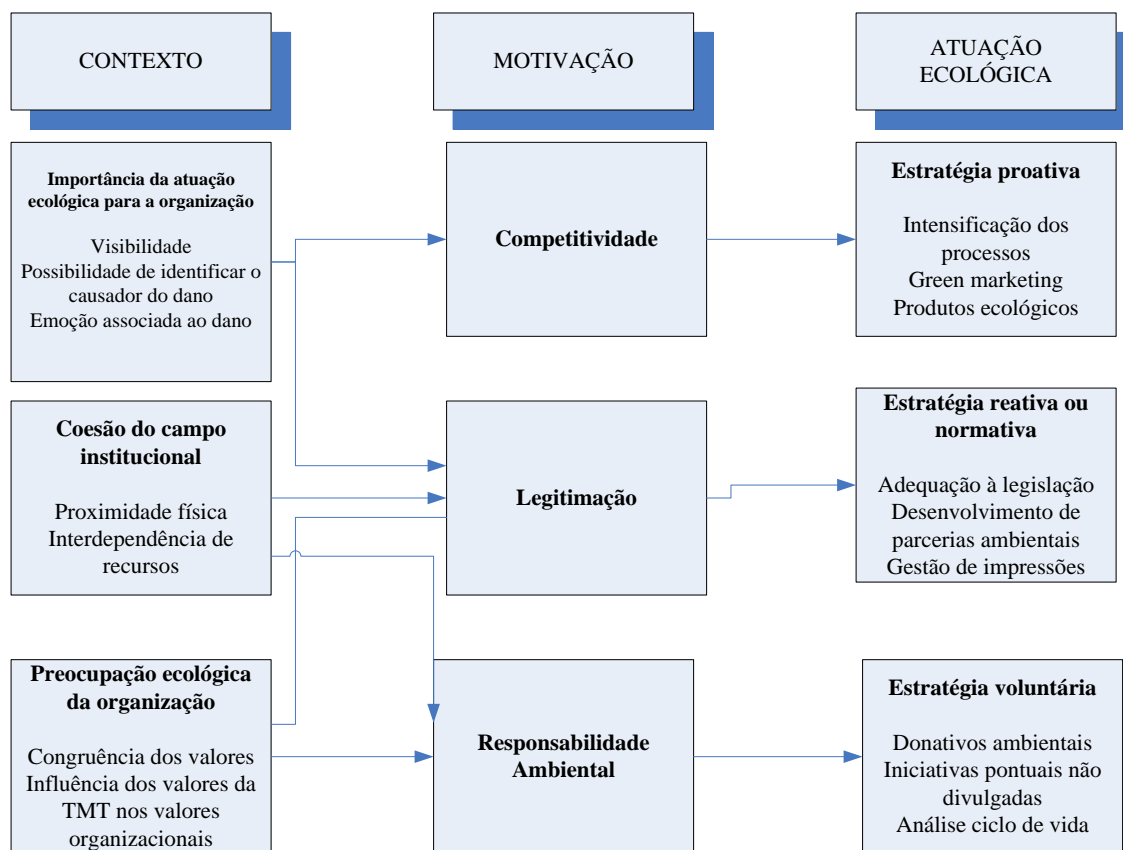 CONTEXTO
MOTIVAÇÃO
ATUAÇÃO
ECOLÓGICA
Importância da atuação
ecológica para a organização
Visibilidade
Possibilidade de identificar o
causador do dano
Emoção associada ao dano
Competitividade
Estratégia proativa
Intensificação dos
processos
Green marketing
Produtos ecológicos
Coesão do campo
institucional
Proximidade física
Interdependência de
recursos
Legitimação
Estratégia reativa ou
normativa
Adequação à legislação
Desenvolvimento de
parcerias ambientais
Gestão de impressões
Preocupação ecológica
da organização
Congruência dos valores
Influência dos valores da
TMT nos valores
organizacionais
Responsabilidade
Ambiental
Estratégia voluntária
Donativos ambientais
Iniciativas pontuais não
divulgadas
Análise ciclo de vida